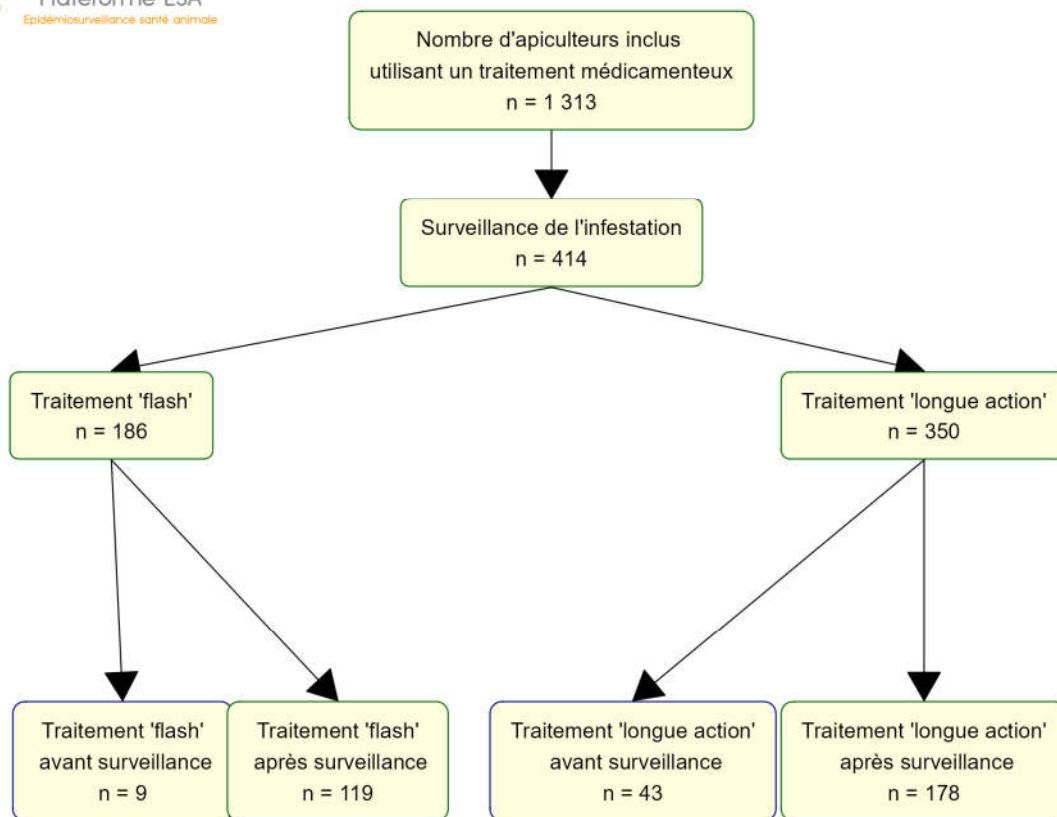 Plateforme ESA
Epidémiosurveillance santé animale
Nombre d'apiculteurs inclus
utilisant un traitement médicamenteux
n = 1 313
Surveillance de l'infestation
n = 414
Traitement 'flash'
n = 186
Traitement 'longue action'
n = 350
Traitement 'flash'
avant surveillance
n = 9
Traitement 'flash'
après surveillance
n = 119
Traitement 'longue action'
avant surveillance
n = 43
Traitement 'longue action'
après surveillance
n = 178